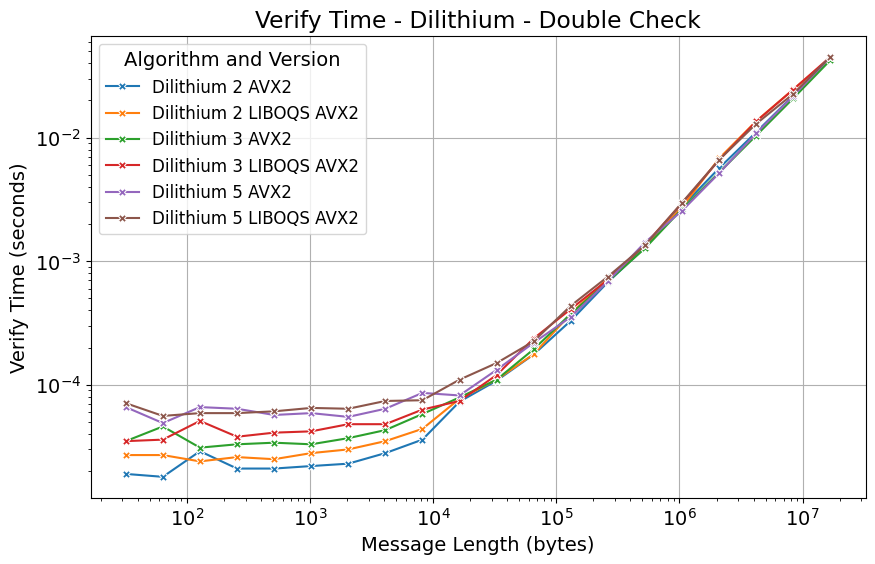 Verify Time - Dilithium - Double Check
Algorithm and Version
Dilithium 2 AVX2
Dilithium 2 LIBOQS AVX2
Dilithium 3 AVX2
Dilithium 3 LIBOQS AVX2
Dilithium 5 AVX2
Dilithium 5 LIBOQS AVX2
Verify Time (seconds)
10⁻²
10⁻³
10⁻⁴
10² 10³ 10⁴ 10⁵ 10⁶ 10⁷
Message Length (bytes)